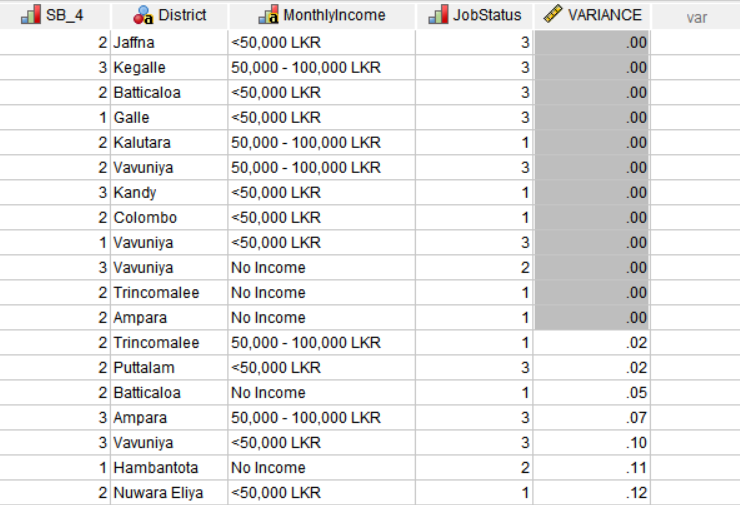 SB_4 District MonthlyIncome JobStatus VARIANCE var
2 Jaffna <50,000 LKR 3 .00
3 Kegalle 50,000 - 100,000 LKR 3 .00
2 Batticaloa <50,000 LKR 3 .00
1 Galle <50,000 LKR 3 .00
2 Kalutara 50,000 - 100,000 LKR 1 .00
2 Vavuniya 50,000 - 100,000 LKR 3 .00
3 Kandy <50,000 LKR 1 .00
2 Colombo <50,000 LKR 1 .00
1 Vavuniya <50,000 LKR 3 .00
3 Vavuniya No Income 2 .00
2 Trincomalee No Income 1 .00
2 Ampara No Income 1 .00
2 Trincomalee 50,000 - 100,000 LKR 1 .02
2 Puttalam <50,000 LKR 3 .02
2 Batticaloa No Income 1 .05
3 Ampara 50,000 - 100,000 LKR 3 .07
3 Vavuniya <50,000 LKR 3 .10
1 Hambantota No Income 2 .11
2 Nuwara Eliya <50,000 LKR 1 .12